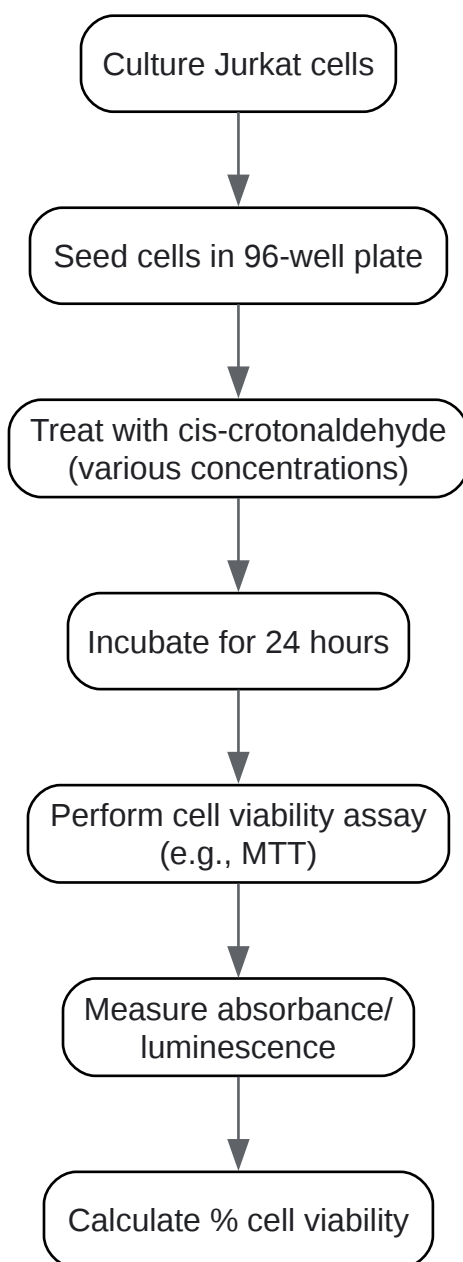 Culture Jurkat cells
Seed cells in 96-well plate
Treat with cis-crotonaldehyde
(various concentrations)
Incubate for 24 hours
Perform cell viability assay
(e.g., MTT)
Measure absorbance/
luminescence
Calculate % cell viability